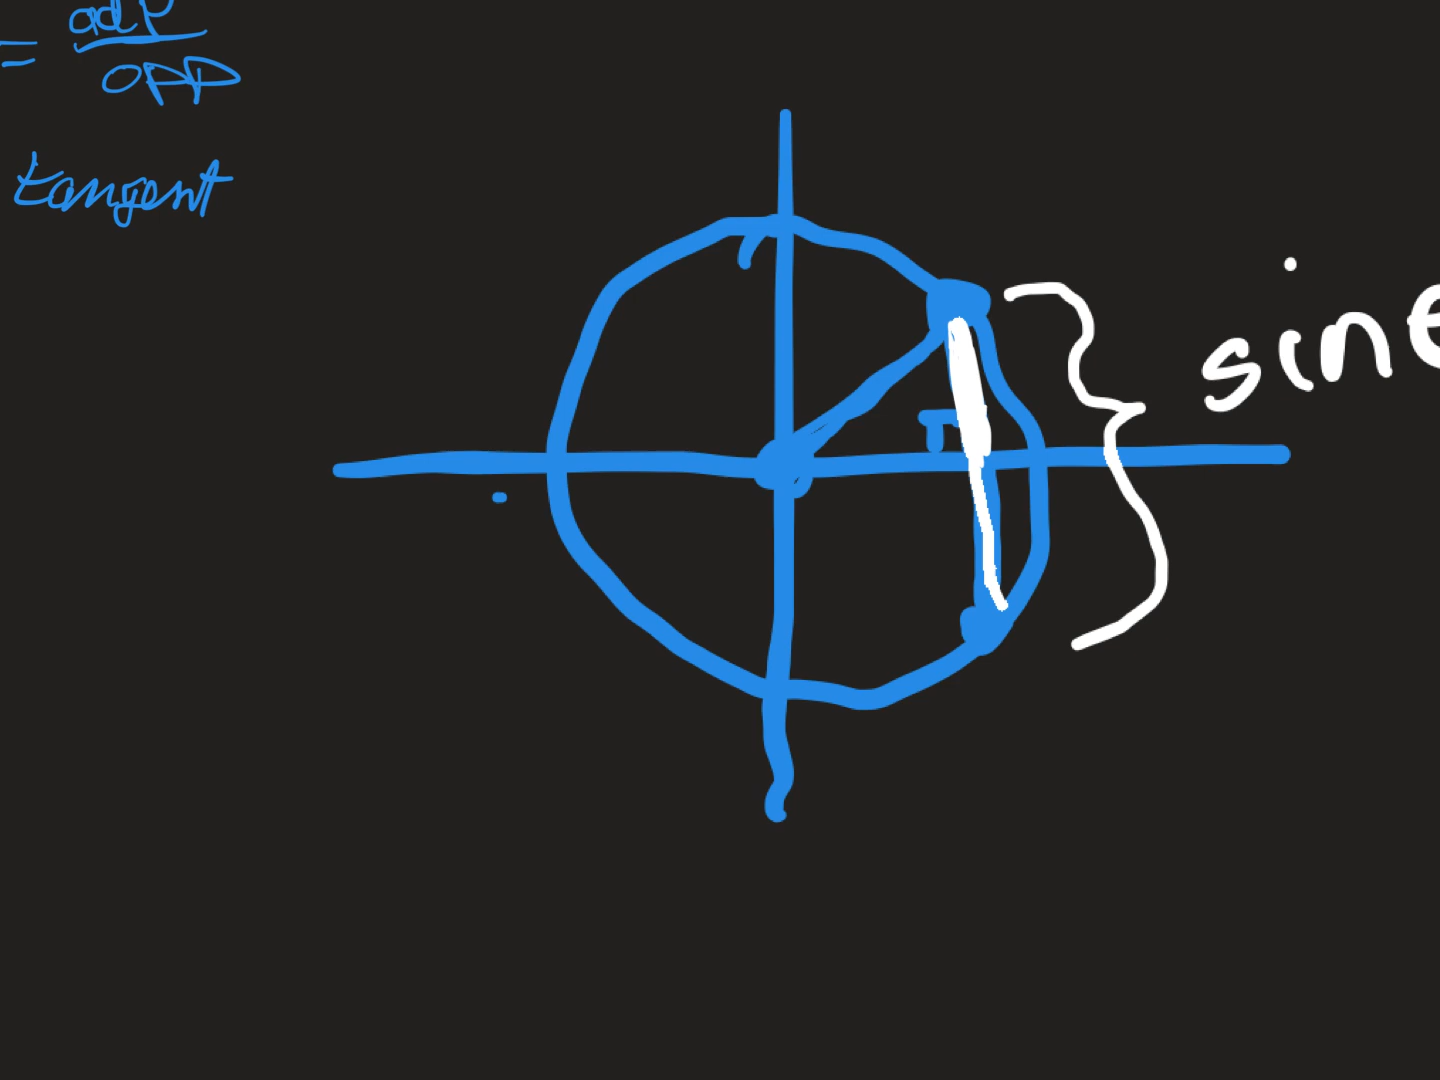 = adj
opp
tangent
sine